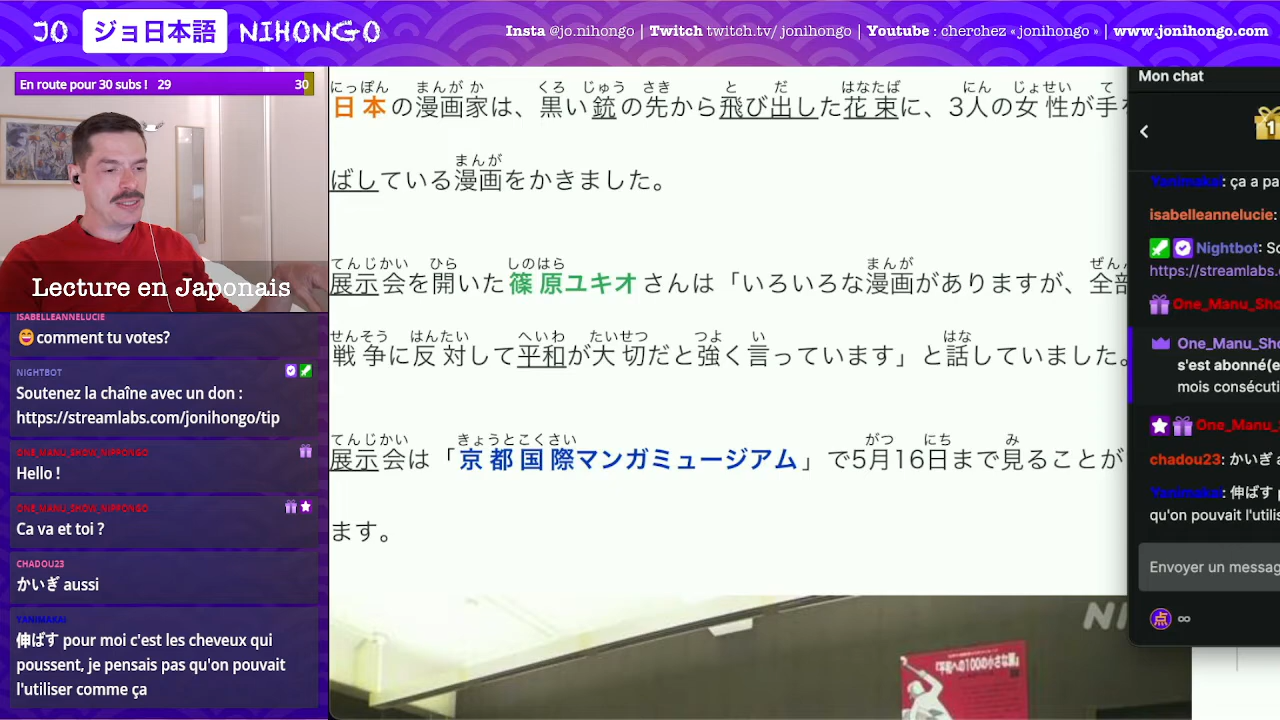 JO ジョ日本語 NIHONGO
Insta @jo.nihongo | Twitch twitch.tv/ jonihongo | Youtube : cherchez « jonihongo » | www.jonihongo.com
En route pour 30 subs ! 29 30
Lecture en Japonais
ISABELLEANNELUCIE
😄comment tu votes?
NIGHTBOT
Soutenez la chaîne avec un don :
https://streamlabs.com/jonihongo/tip
ONE_MANU_SHOW_NIPPONGO
Hello !
ONE_MANU_SHOW_NIPPONGO
Ca va et toi ?
CHADOU23
かいぎ aussi
YANIMAKAI
伸ばす pour moi c'est les cheveux qui
poussent, je pensais pas qu'on pouvait
l'utiliser comme ça
にっぽん まんが か くろ じゅう さき と だ はなたば にん じょせい て
日本の漫画家は、黒い銃の先から飛び出した花束に、3人の女性が手
まんが
ばしている漫画をかきました。
てんじかい ひら しのはら まんが ぜん
展示会を開いた篠原ユキオさんは「いろいろな漫画がありますが、全部
せんそう はんたい へいわ たいせつ つよ い はな
戦争に反対して平和が大切だと強く言っています」と話していました。
てんじかい きょうとこくさい がつ にち み
展示会は「京都国際マンガミュージアム」で5月16日まで見ることが
ます。
Mon chat
1
Yanimakai: ça a pa
isabelleannelucie:
Nightbot: So
https://streamlabs.
One_Manu_Sho
One_Manu_Sho
s'est abonné(e
mois consécuti
One_Manu_S
chadou23: かいぎ a
Yanimakai: 伸ばす p
qu'on pouvait l'utilis
Envoyer un messag
点 ∞